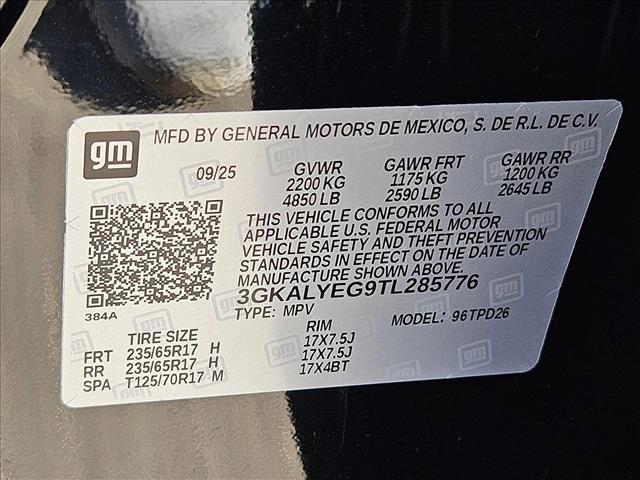 gm
MFD BY GENERAL MOTORS DE MEXICO, S. DE R.L. DE C.V.
09/25 GVWR GAWR FRT GAWR RR
2200 KG 1175 KG 1200 KG
4850 LB 2590 LB 2645 LB
THIS VEHICLE CONFORMS TO ALL
APPLICABLE U.S. FEDERAL MOTOR
VEHICLE SAFETY AND THEFT PREVENTION
STANDARDS IN EFFECT ON THE DATE OF
MANUFACTURE SHOWN ABOVE.
3GKALYEG9TL285776
384A
TYPE: MPV MODEL: 96TPD26
TIRE SIZE RIM
FRT 235/65R17 H 17X7.5J
RR 235/65R17 H 17X7.5J
SPA T125/70R17 M 17X4BT